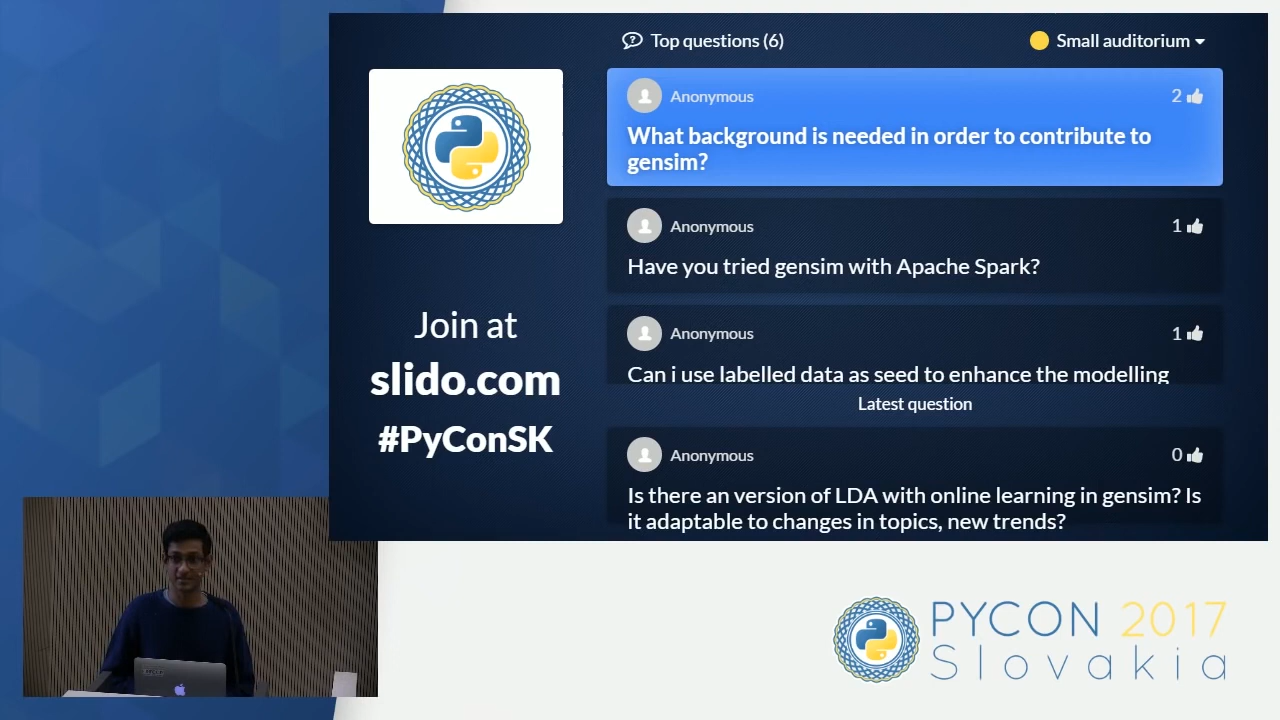 Top questions (6)
Small auditorium
Anonymous
2
What background is needed in order to contribute to
gensim?
Anonymous
1
Have you tried gensim with Apache Spark?
Anonymous
1
Can i use labelled data as seed to enhance the modelling
Latest question
Anonymous
0
Is there an version of LDA with online learning in gensim? Is
it adaptable to changes in topics, new trends?
Join at
slido.com
#PyConSK
PYCON 2017
Slovakia